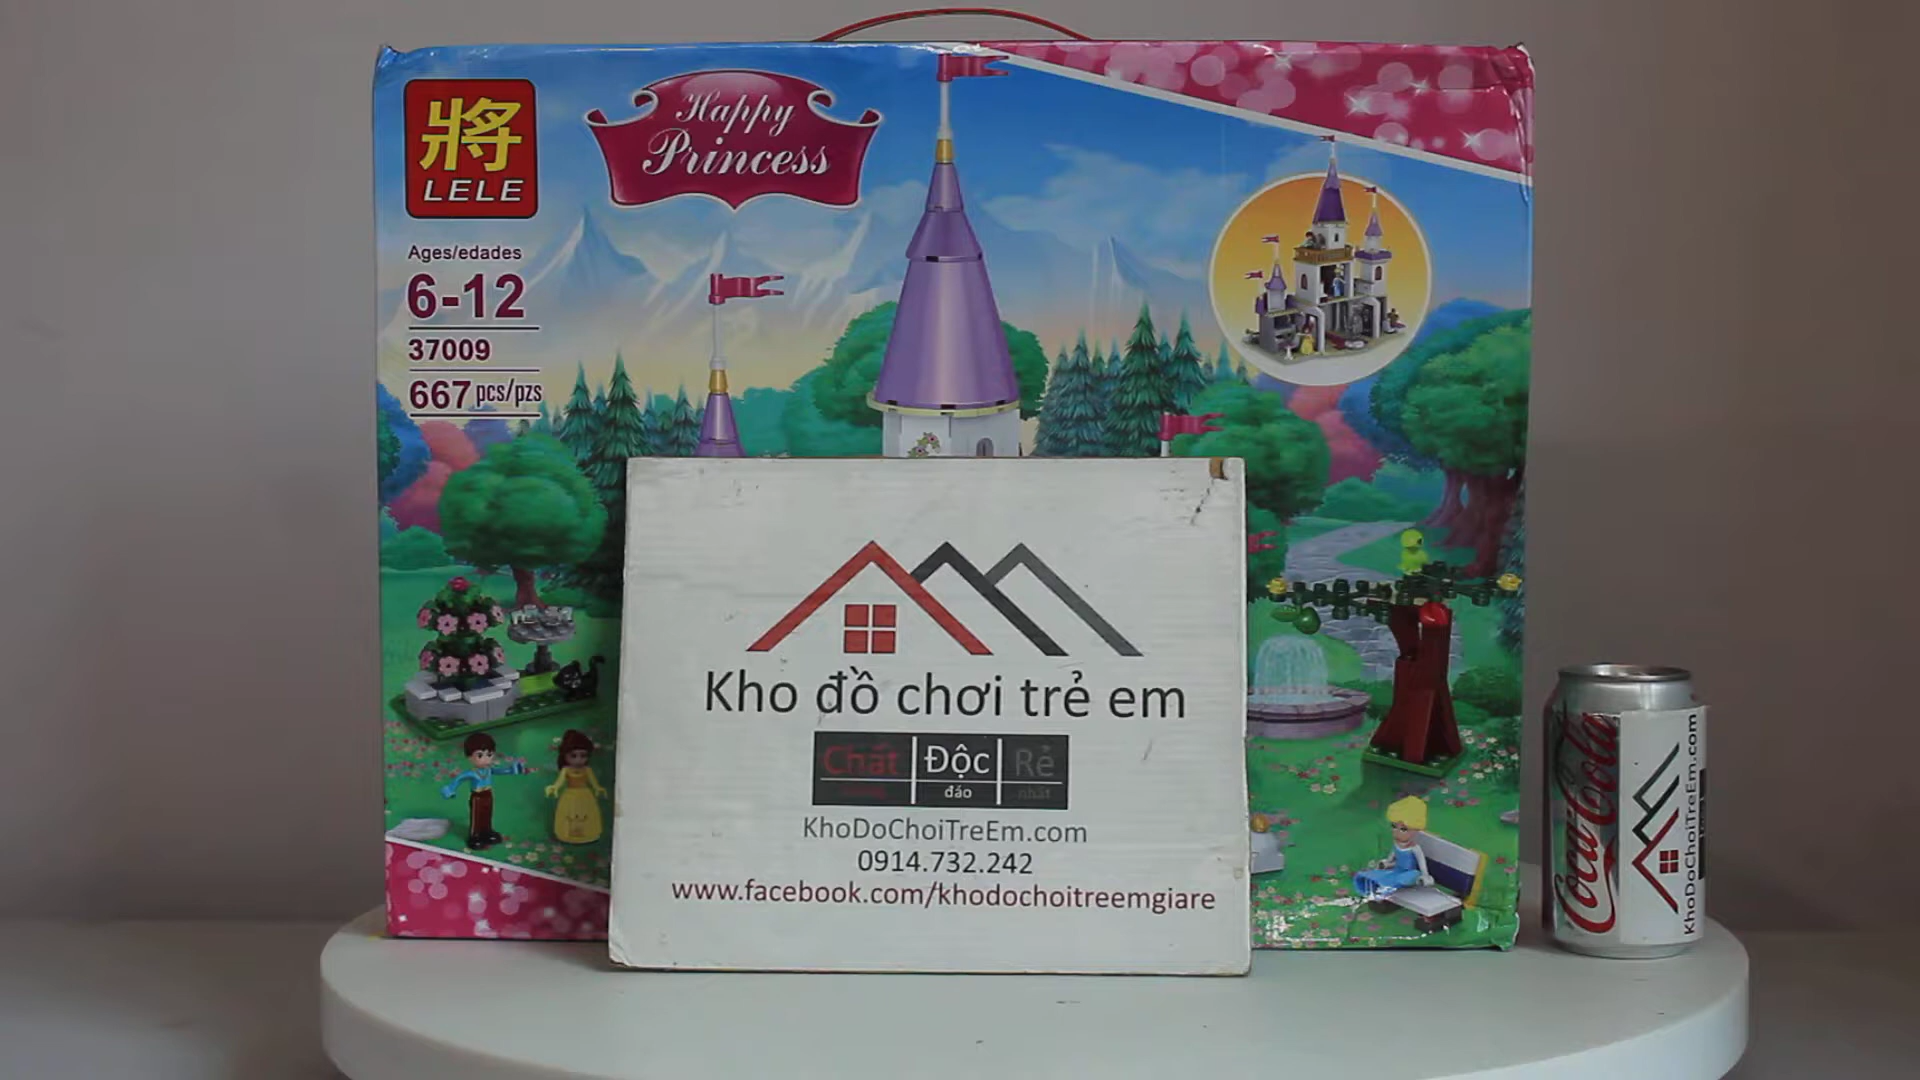 將
LELE
Happy
Princess
Ages/edades
6-12
37009
667 pcs/pzs
Kho đồ chơi trẻ em
Chất Độc Rẻ
đáo nhất
KhoDoChoiTreEm.com
0914.732.242
www.facebook.com/khodochoitreemgiare
Coca-Cola
KhoDoChoiTreEm.com